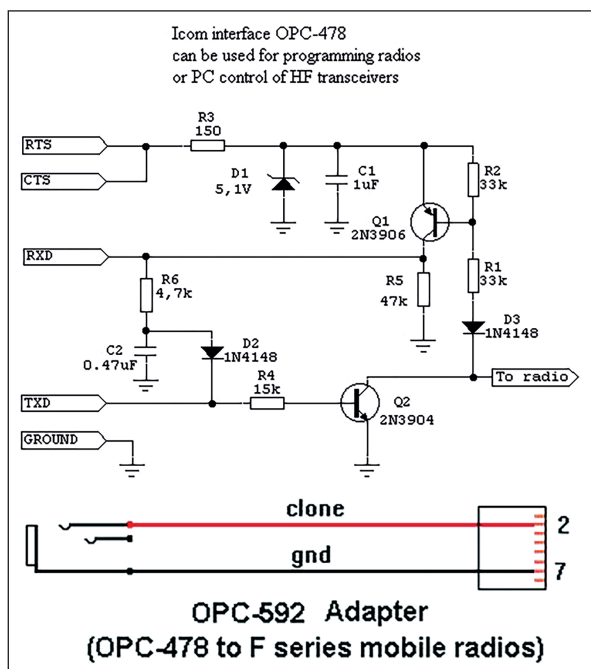 Icom interface OPC-478
can be used for programming radios
or PC control of HF transceivers
RTS
R3
150
CTS
D1
5,1V
C1
1uF
R2
33k
Q1
2N3906
RXD
R6
4,7k
R5
47k
R1
33k
D3
1N4148
C2
0.47uF
D2
1N4148
To radio
TXD
R4
15k
Q2
2N3904
GROUND
clone
2
gnd
7
OPC-592 Adapter
(OPC-478 to F series mobile radios)